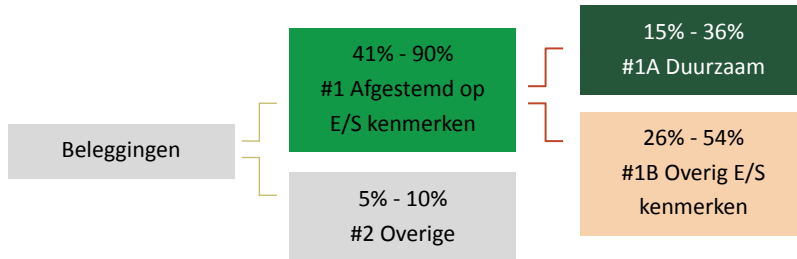 Beleggingen
41% - 90%
#1 Afgestemd op
E/S kenmerken
5% - 10%
#2 Overige
15% - 36%
#1A Duurzaam
26% - 54%
#1B Overig E/S
kenmerken